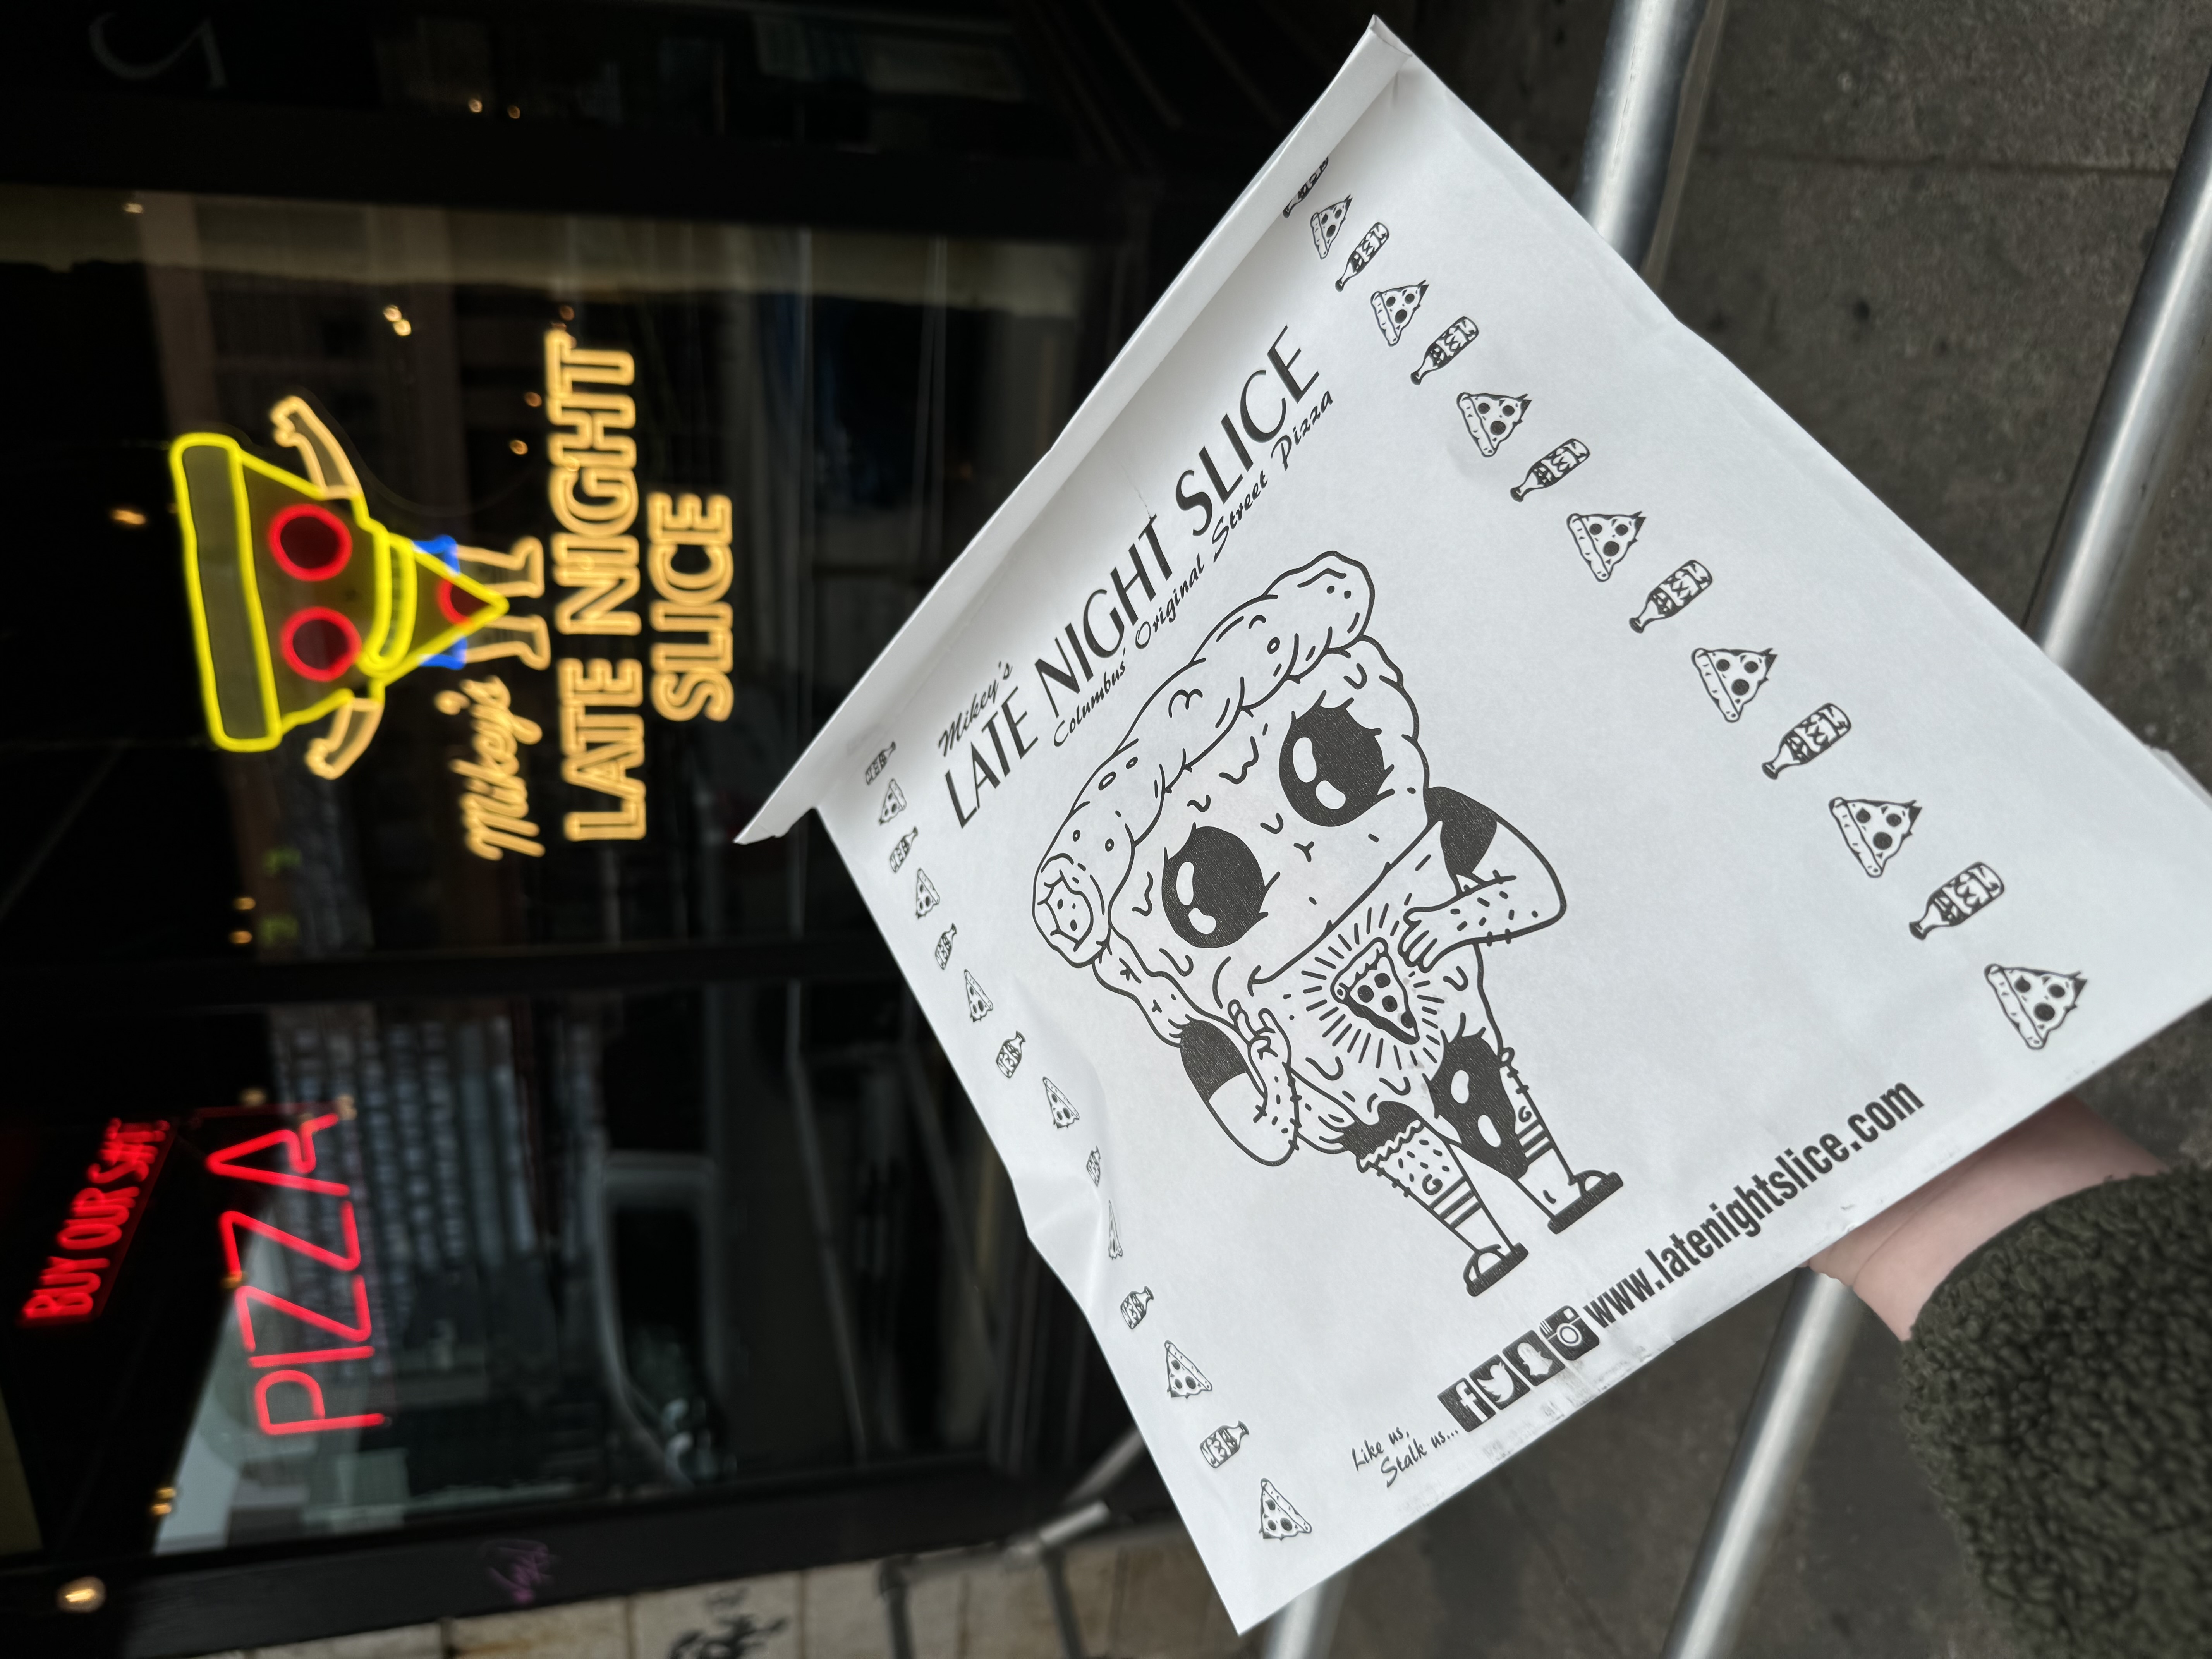 Mikey's
LATE NIGHT
SLICE
BUY OUR SH*T!
PIZZA
Mikey's
LATE NIGHT SLICE
Columbus' Original Street Pizza
Like us,
Stalk us...
www.latenightslice.com